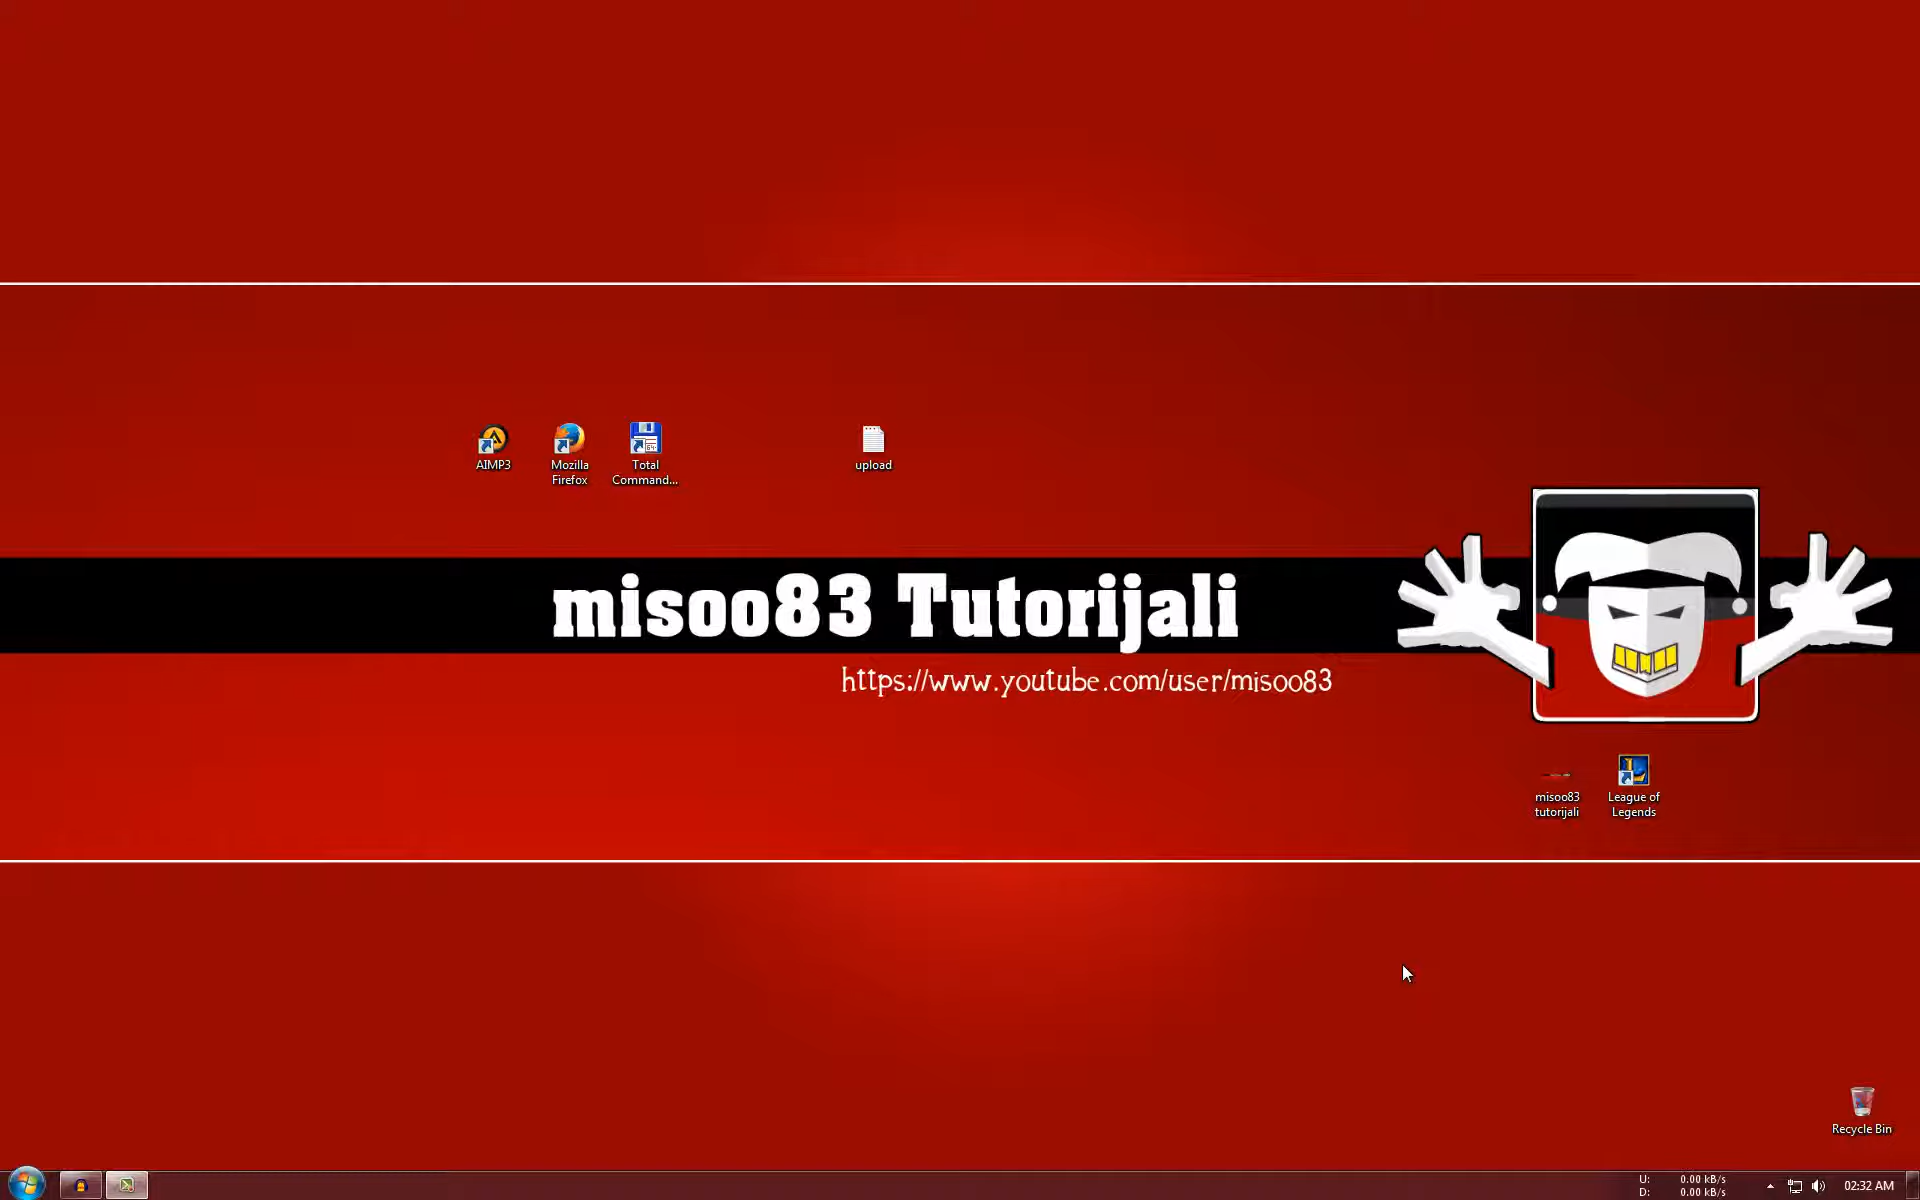 AIMP3
Mozilla
Firefox
Total
Command...
upload
misoo83 Tutorijali
https://www.youtube.com/user/misoo83
misoo83
tutorijali
League of
Legends
Recycle Bin
U: 0.00 kB/s
D: 0.00 kB/s
02:32 AM